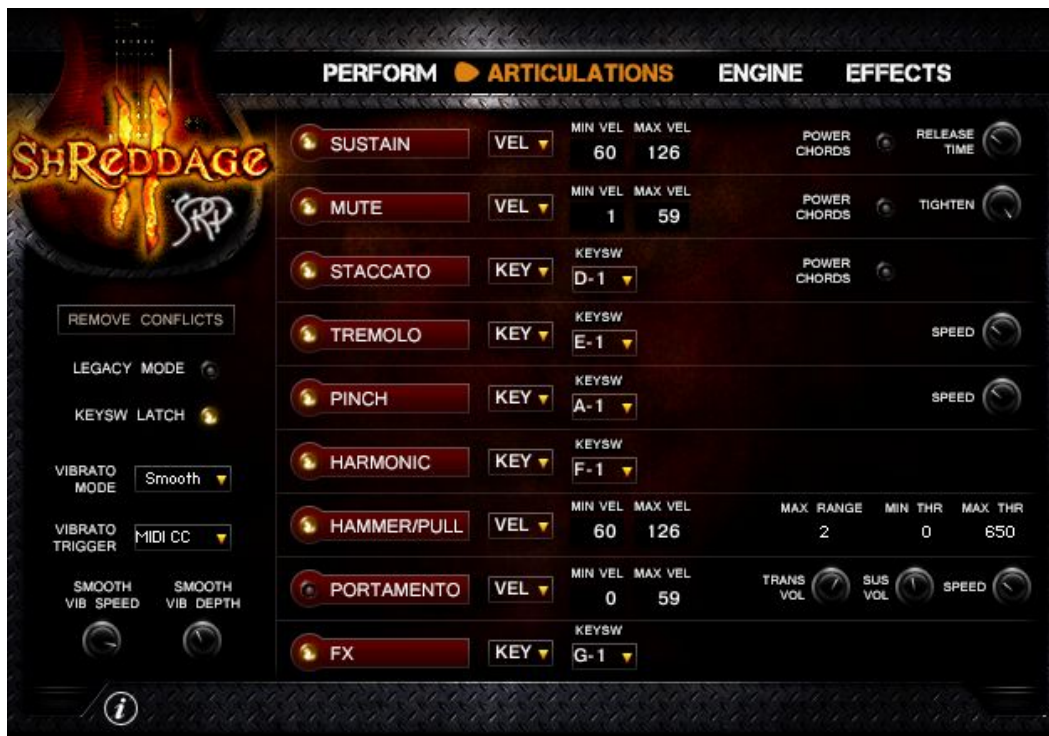 PERFORM ARTICULATIONS ENGINE EFFECTS
SHREDDAGE
SRP
REMOVE CONFLICTS
LEGACY MODE
KEYSW LATCH
VIBRATO
MODE
Smooth
VIBRATO
TRIGGER
MIDI CC
SMOOTH
VIB SPEED
SMOOTH
VIB DEPTH
i
SUSTAIN VEL
MIN VEL MAX VEL
60 126
POWER
CHORDS
RELEASE
TIME
MUTE VEL
MIN VEL MAX VEL
1 59
POWER
CHORDS
TIGHTEN
STACCATO KEY
KEYSW
D-1
POWER
CHORDS
TREMOLO KEY
KEYSW
E-1
SPEED
PINCH KEY
KEYSW
A-1
SPEED
HARMONIC KEY
KEYSW
F-1
HAMMER/PULL VEL
MIN VEL MAX VEL
60 126
MAX RANGE MIN THR MAX THR
2 0 650
PORTAMENTO VEL
MIN VEL MAX VEL
0 59
TRANS
VOL
SUS
VOL
SPEED
FX KEY
KEYSW
G-1